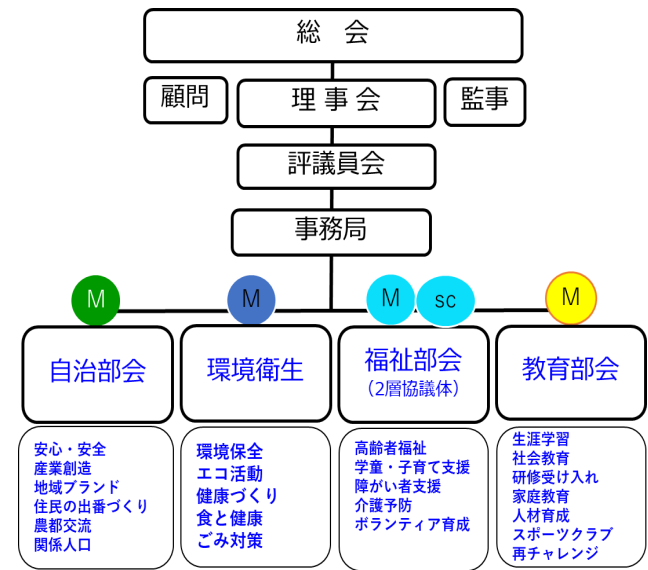 総　会
顧問
理 事 会
監事
評議員会
事務局
M
M
M
sc
M
自治部会
環境衛生
福祉部会
（2層協議体）
教育部会
安心・安全
産業創造
地域ブランド
住民の出番づくり
農都交流
関係人口
環境保全
エコ活動
健康づくり
食と健康
ごみ対策
高齢者福祉
学童・子育て支援
障がい者支援
介護予防
ボランティア育成
生涯学習
社会教育
研修受け入れ
家庭教育
人材育成
スポーツクラブ
再チャレンジ